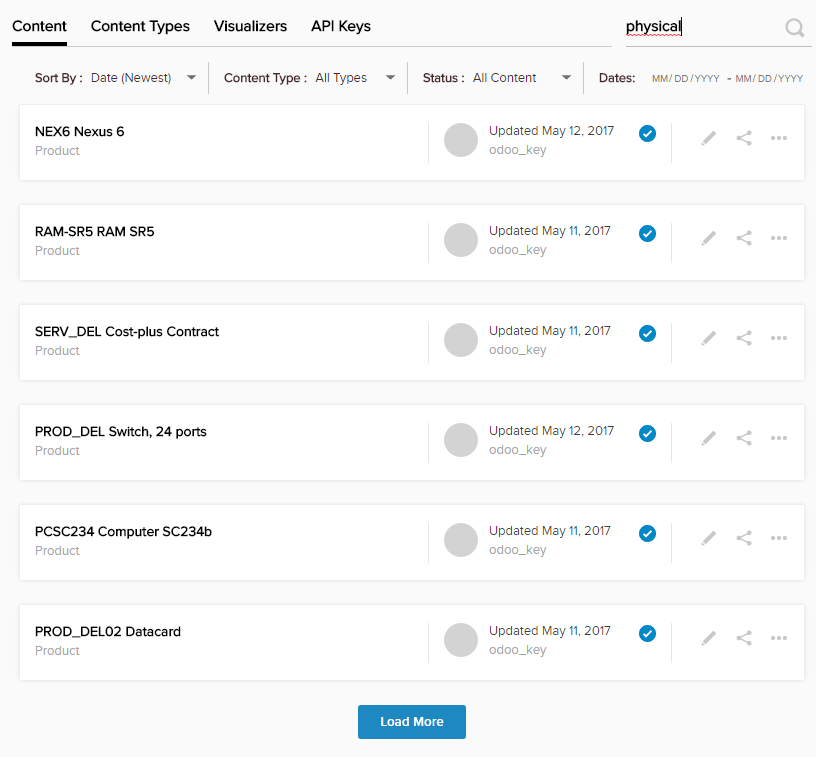 Content Content Types Visualizers API Keys physical
Sort By : Date (Newest) Content Type : All Types Status : All Content Dates: MM/DD/YYYY - MM/DD/YYYY
NEX6 Nexus 6
Product
Updated May 12, 2017
odoo_key
RAM-SR5 RAM SR5
Product
Updated May 11, 2017
odoo_key
SERV_DEL Cost-plus Contract
Product
Updated May 11, 2017
odoo_key
PROD_DEL Switch, 24 ports
Product
Updated May 12, 2017
odoo_key
PCSC234 Computer SC234b
Product
Updated May 11, 2017
odoo_key
PROD_DEL02 Datacard
Product
Updated May 11, 2017
odoo_key
Load More